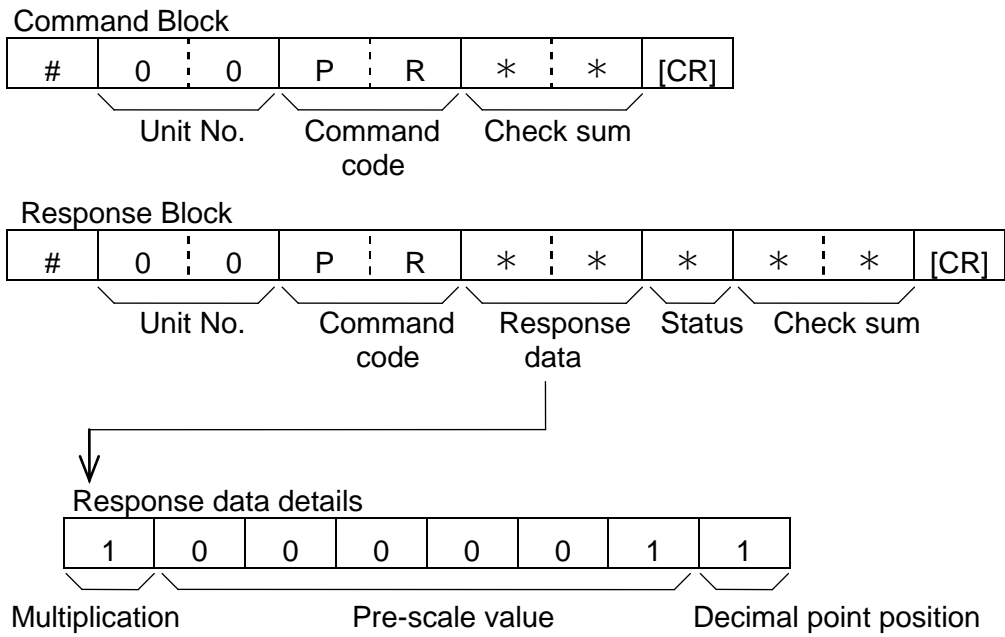 Command Block
# 0 0 P R ＊ ＊ [CR]
Unit No. Command code Check sum
Response Block
# 0 0 P R ＊ ＊ ＊ ＊ ＊ [CR]
Unit No. Command code Response data Status Check sum
Response data details
1 0 0 0 0 0 1 1
Multiplication Pre-scale value Decimal point position